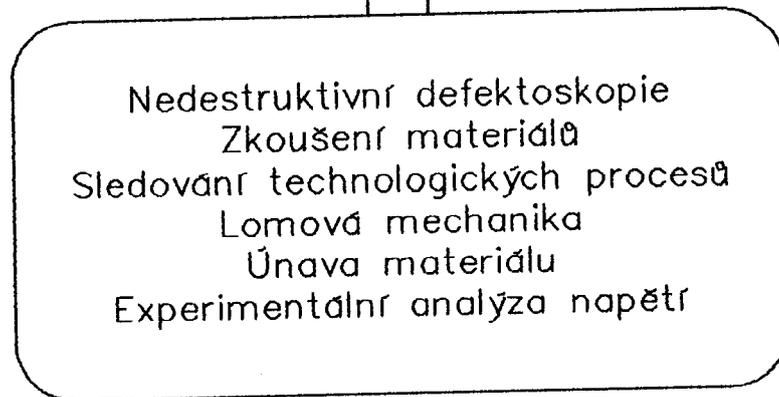 Nedestruktivní defektoskopie
Zkoušení materiálů
Sledování technologických procesů
Lomová mechanika
Únava materiálu
Experimentální analýza napětí